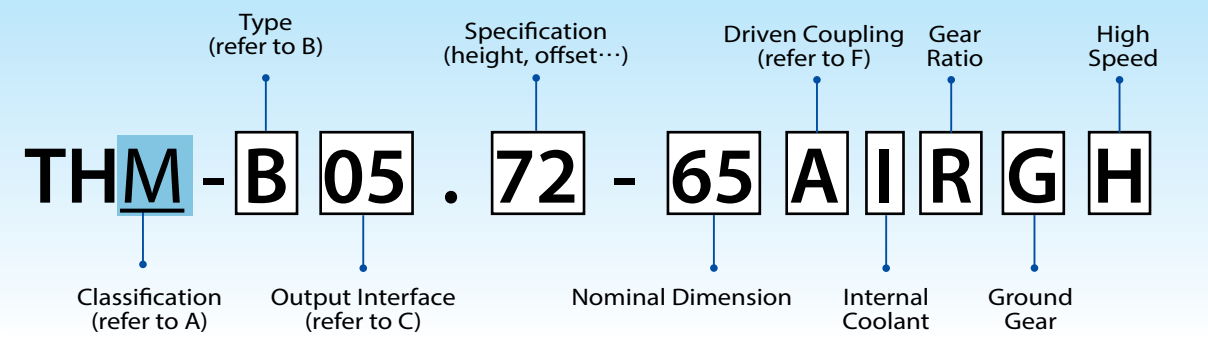 Type
(refer to B)
Specification
(height, offset···)
Driven Coupling
(refer to F)
Gear
Ratio
High
Speed
THM - B 05 . 72 - 65 A I R G H
Classification
(refer to A)
Output Interface
(refer to C)
Nominal Dimension
Internal
Coolant
Ground
Gear